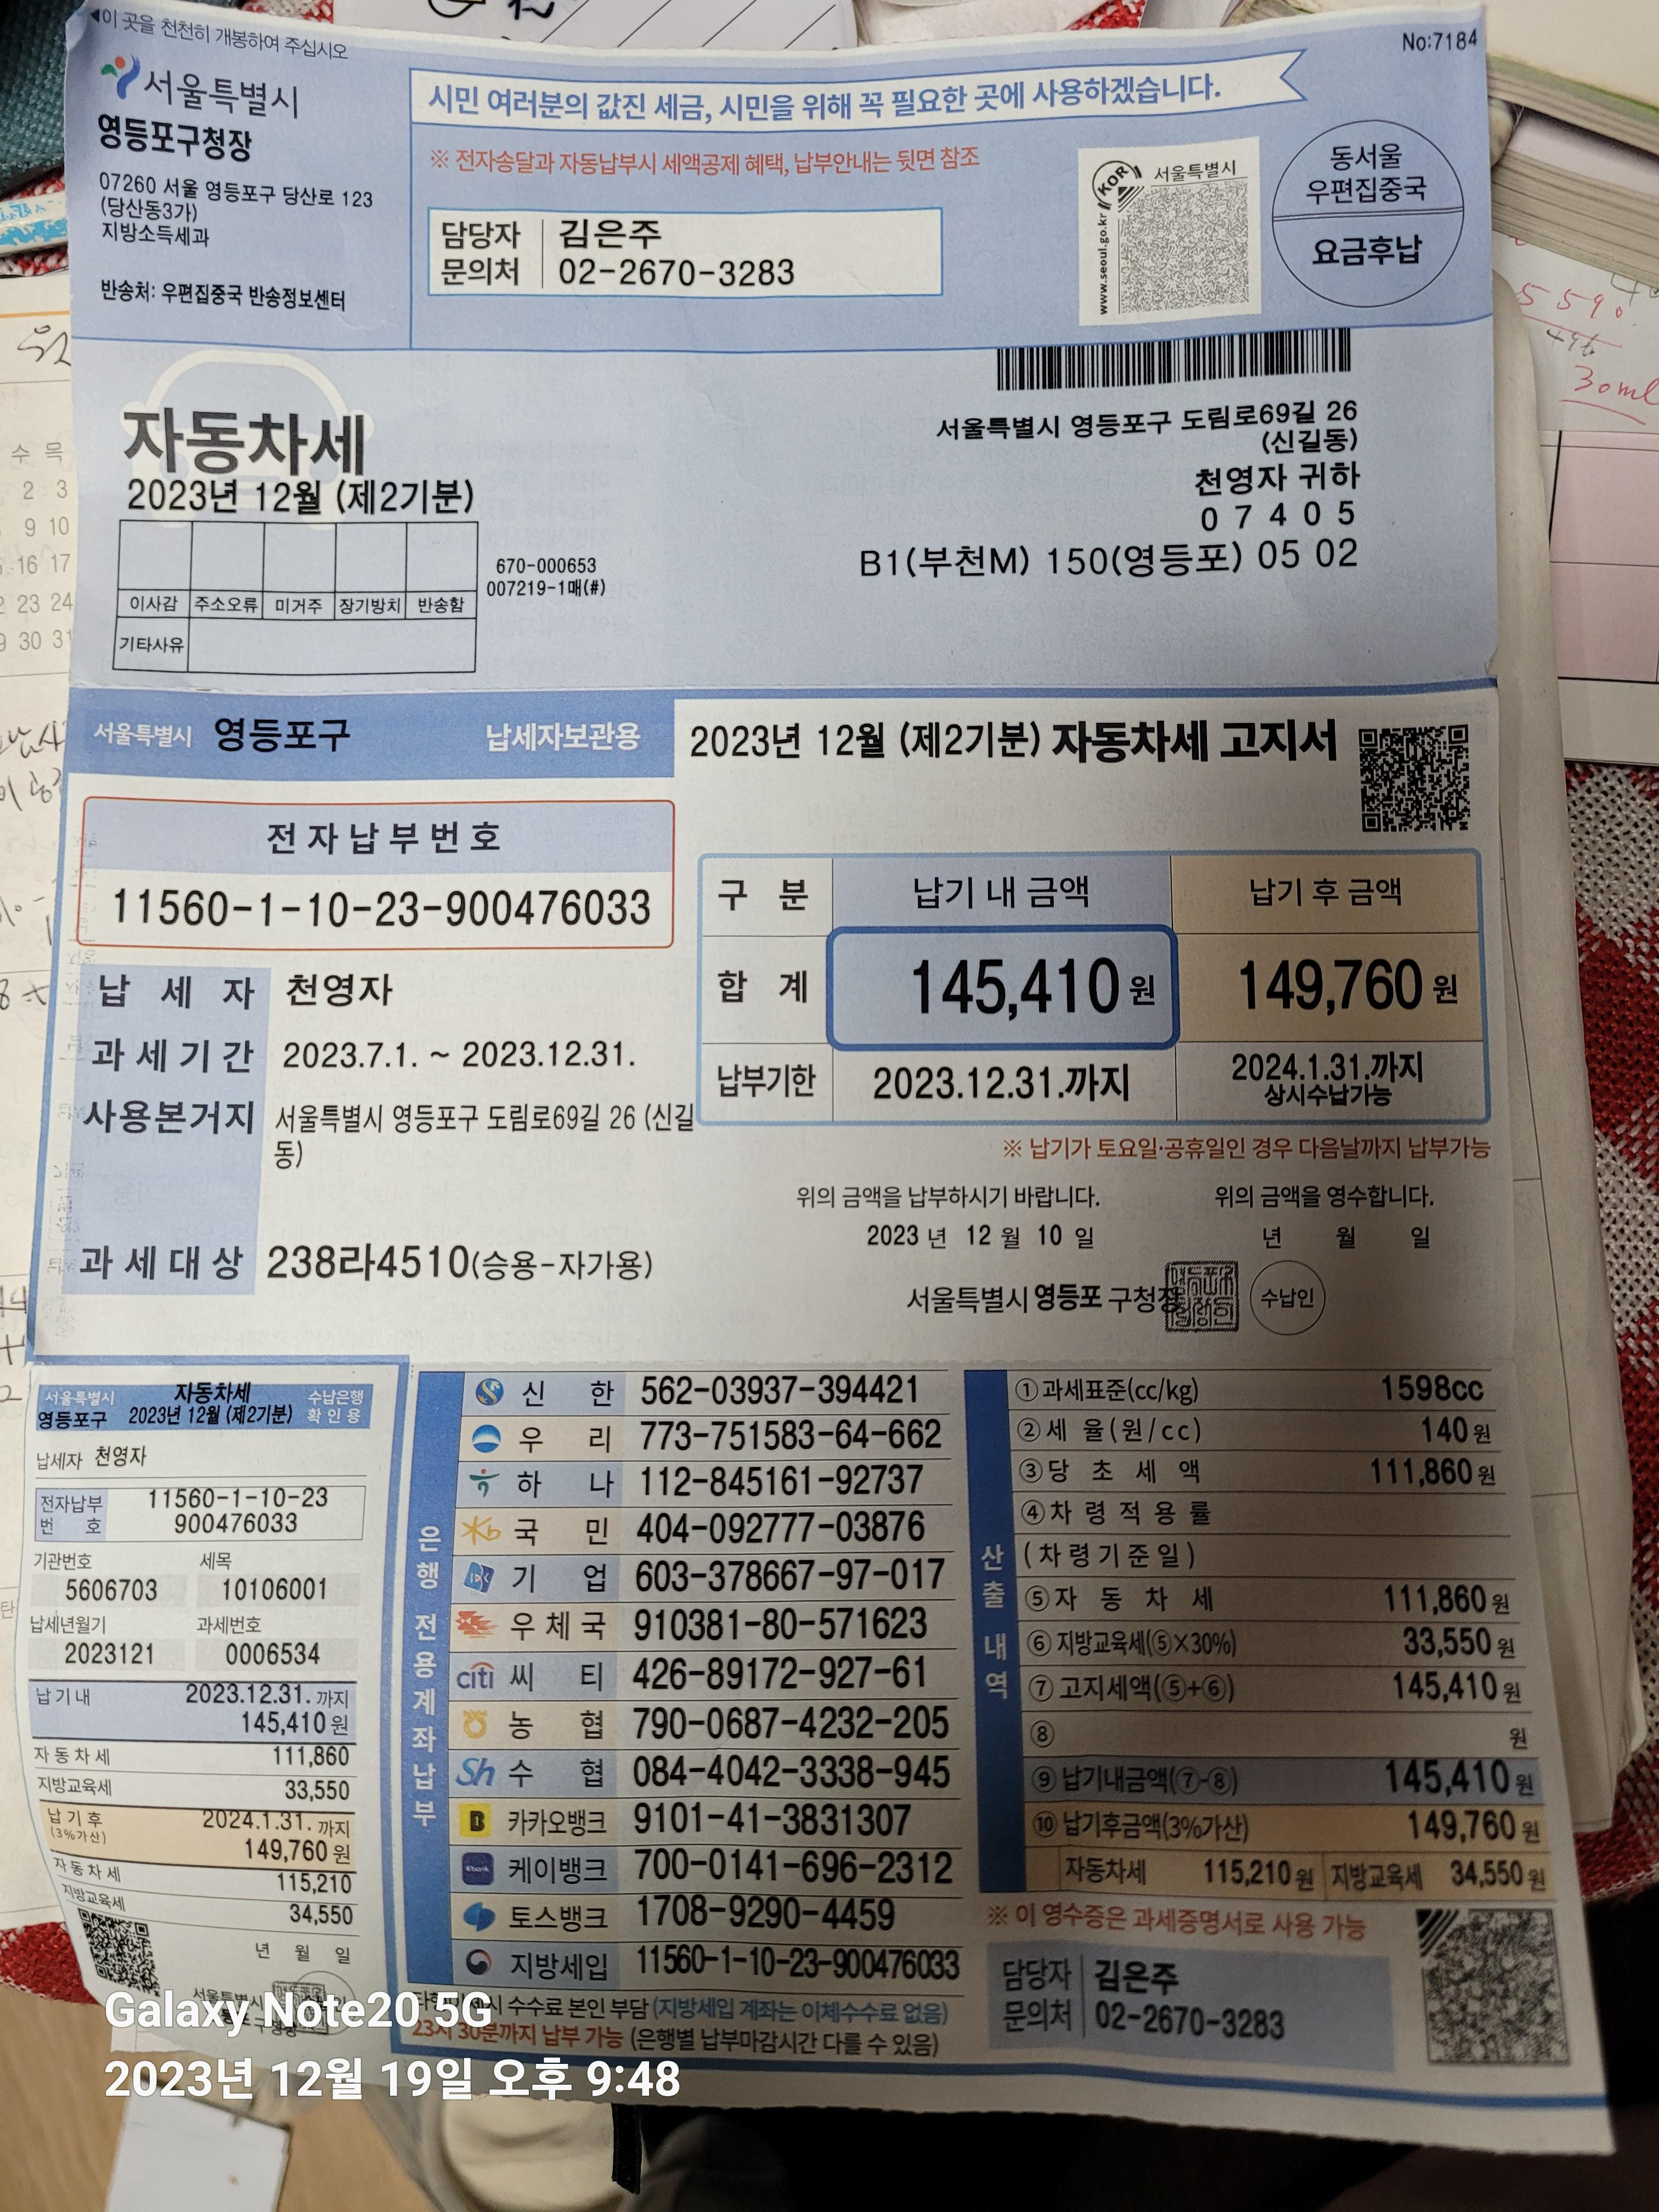 ◀이 곳을 천천히 개봉하여 주십시오
No:7184
서울특별시
영등포구청장
07260 서울 영등포구 당산로 123
(당산동3가)
지방소득세과
반송처: 우편집중국 반송정보센터
시민 여러분의 값진 세금, 시민을 위해 꼭 필요한 곳에 사용하겠습니다.
※ 전자송달과 자동납부시 세액공제 혜택, 납부안내는 뒷면 참조
담당자 김은주
문의처 02-2670-3283
KOR
서울특별시
www.seoul.go.kr
동서울
우편집중국
요금후납
자동차세
2023년 12월 (제2기분)
이사감 주소오류 미거주 장기방치 반송함
기타사유
670-000653
007219-1매(#)
서울특별시 영등포구 도림로69길 26
(신길동)
천영자 귀하
0 7 4 0 5
B1(부천M) 150(영등포) 05 02
서울특별시 영등포구 납세자보관용
2023년 12월 (제2기분) 자동차세 고지서
전자납부번호
11560-1-10-23-900476033
납 세 자 천영자
과세기간 2023.7.1. ~ 2023.12.31.
사용본거지 서울특별시 영등포구 도림로69길 26 (신길
동)
과세대상 238라4510(승용-자가용)
구 분 납기 내 금액 납기 후 금액
합 계 145,410 원 149,760 원
납부기한 2023.12.31.까지 2024.1.31.까지
상시수납가능
※ 납기가 토요일·공휴일인 경우 다음날까지 납부가능
위의 금액을 납부하시기 바랍니다. 위의 금액을 영수합니다.
2023 년 12 월 10 일 년 월 일
서울특별시 영등포 구청장 수납인
서울특별시 자동차세 수납은행
영등포구 2023년 12월 (제2기분) 확 인 용
납세자 천영자
전자납부 11560-1-10-23
번 호 900476033
기관번호 세목
5606703 10106001
납세년월기 과세번호
2023121 0006534
납 기 내 2023.12.31. 까지
145,410 원
자 동 차 세 111,860
지방교육세 33,550
납 기 후 2024.1.31. 까지
(3%가산) 149,760 원
자 동 차 세 115,210
지방교육세 34,550
년 월 일
서울특별시
은행 전용계좌 납부
신 한 562-03937-394421
우 리 773-751583-64-662
하 나 112-845161-92737
국 민 404-092777-03876
기 업 603-378667-97-017
우 체 국 910381-80-571623
citi 씨 티 426-89172-927-61
농 협 790-0687-4232-205
Sh 수 협 084-4042-3338-945
카카오뱅크 9101-41-3831307
Kbank 케이뱅크 700-0141-696-2312
토스뱅크 1708-9290-4459
지방세입 11560-1-10-23-900476033
수수료 본인 부담 (지방세입 계좌는 이체수수료 없음)
23시 30분까지 납부 가능 (은행별 납부마감시간 다를 수 있음)
산출내역
① 과세표준(cc/kg) 1598cc
② 세 율(원/cc) 140 원
③ 당 초 세 액 111,860 원
④ 차 령 적 용 률
(차령기준일)
⑤ 자 동 차 세 111,860 원
⑥ 지방교육세(⑤×30%) 33,550 원
⑦ 고지세액(⑤+⑥) 145,410 원
⑧ 원
⑨ 납기내금액(⑦-⑧) 145,410 원
⑩ 납기후금액(3%가산) 149,760 원
자동차세 115,210 원 지방교육세 34,550 원
※ 이 영수증은 과세증명서로 사용 가능
담당자 김은주
문의처 02-2670-3283
수 목
2 3
9 10
16 17
23 24
30 31
30ml
Galaxy Note20 5G
2023년 12월 19일 오후 9:48